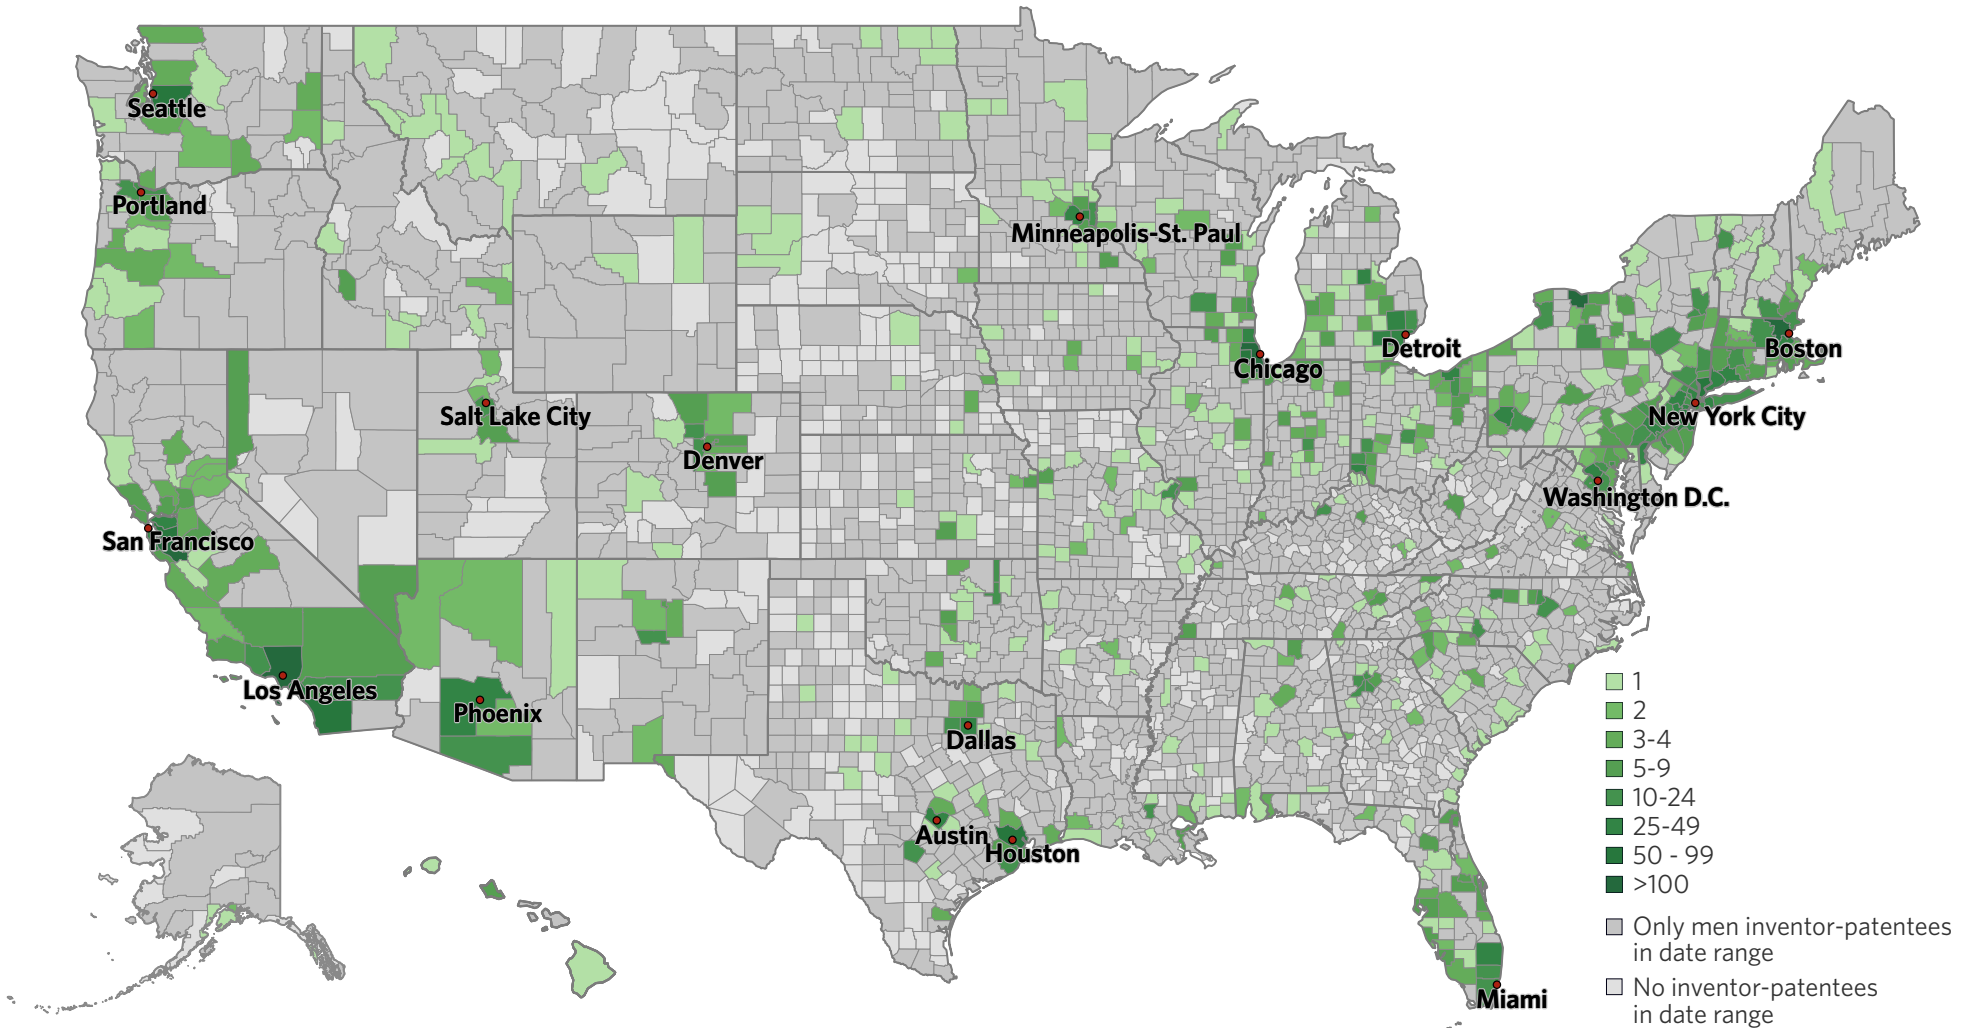 Seattle
Portland
Minneapolis-St. Paul
Detroit
Boston
Chicago
Salt Lake City
New York City
Denver
Washington D.C.
San Francisco
Los Angeles
Phoenix
Dallas
Austin
Houston
Miami
1
2
3-4
5-9
10-24
25-49
50 - 99
>100
Only men inventor-patentees
in date range
No inventor-patentees
in date range